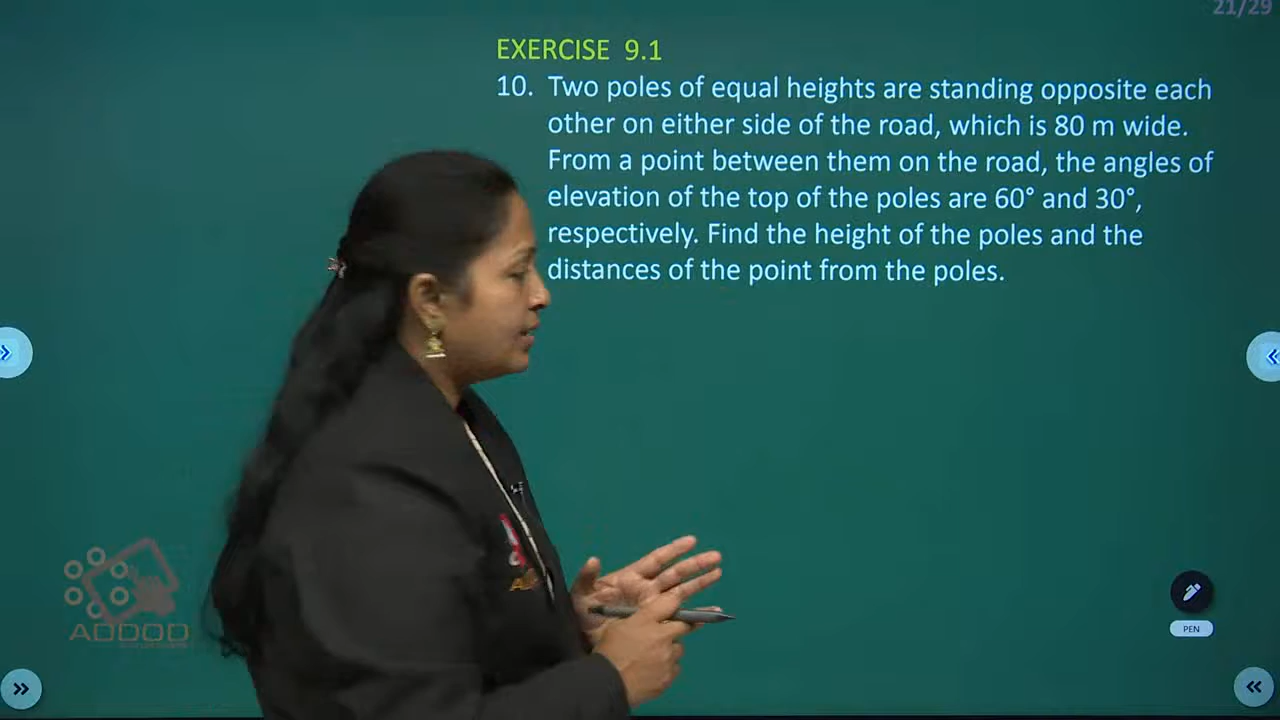 21/29
EXERCISE 9.1
10. Two poles of equal heights are standing opposite each
other on either side of the road, which is 80 m wide.
From a point between them on the road, the angles of
elevation of the top of the poles are 60° and 30°,
respectively. Find the height of the poles and the
distances of the point from the poles.
PEN